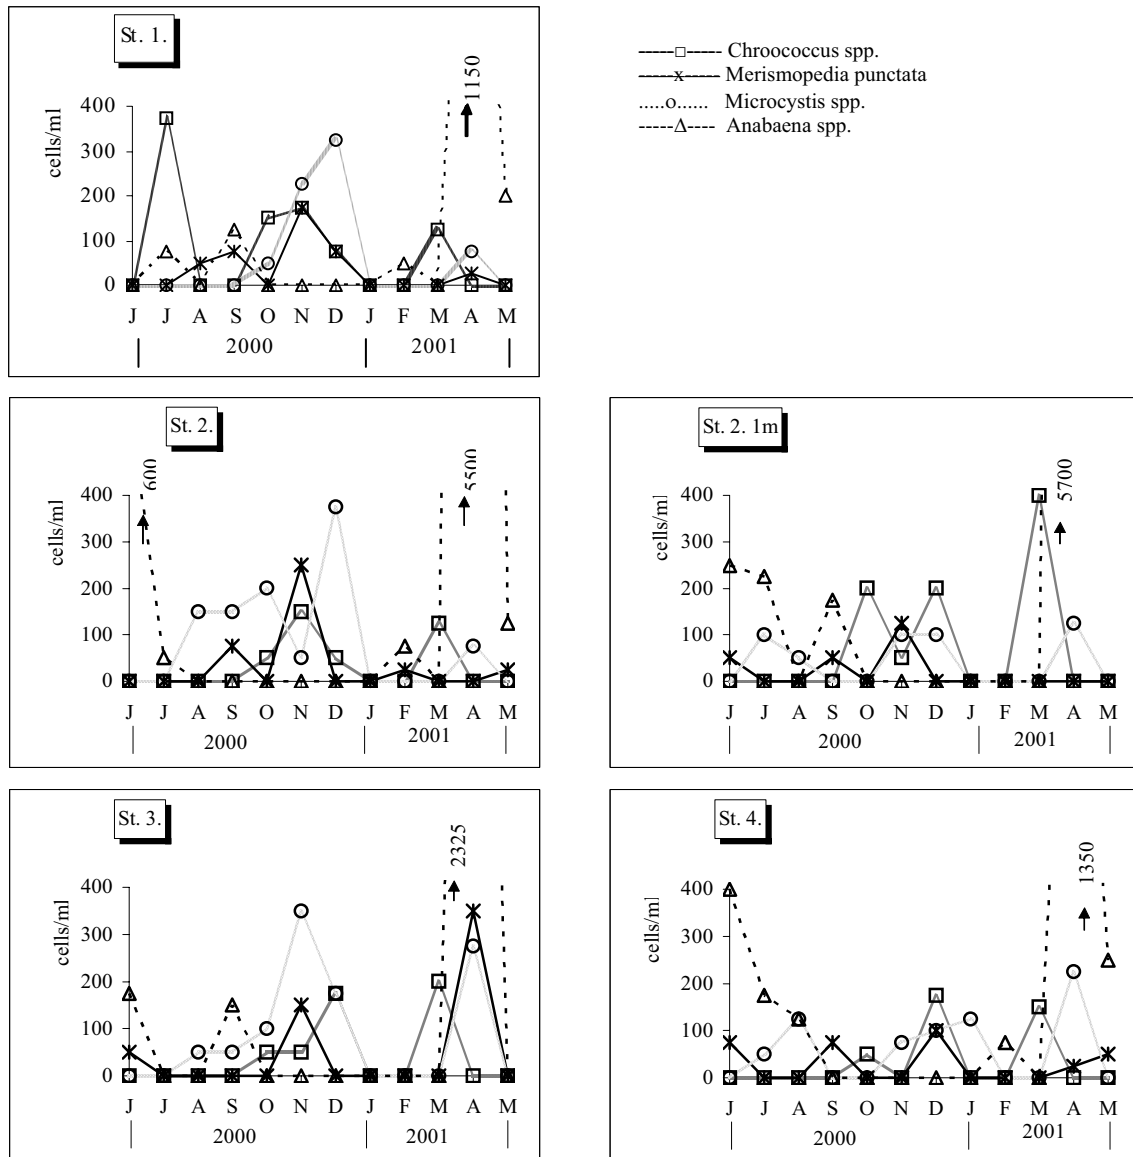 St. 1.
-----□----- Chroococcus spp.
-----x----- Merismopedia punctata
.....o...... Microcystis spp.
-----Δ---- Anabaena spp.
1150
cells/ml
400
300
200
100
0
J J A S O N D J F M A M
2000 2001
St. 2.
600
5500
cells/ml
400
300
200
100
0
J J A S O N D J F M A M
2000 2001
St. 2. 1m
5700
cells/ml
400
300
200
100
0
J J A S O N D J F M A M
2000 2001
St. 3.
2325
cells/ml
400
300
200
100
0
J J A S O N D J F M A M
2000 2001
St. 4.
1350
cells/ml
400
300
200
100
0
J J A S O N D J F M A M
2000 2001